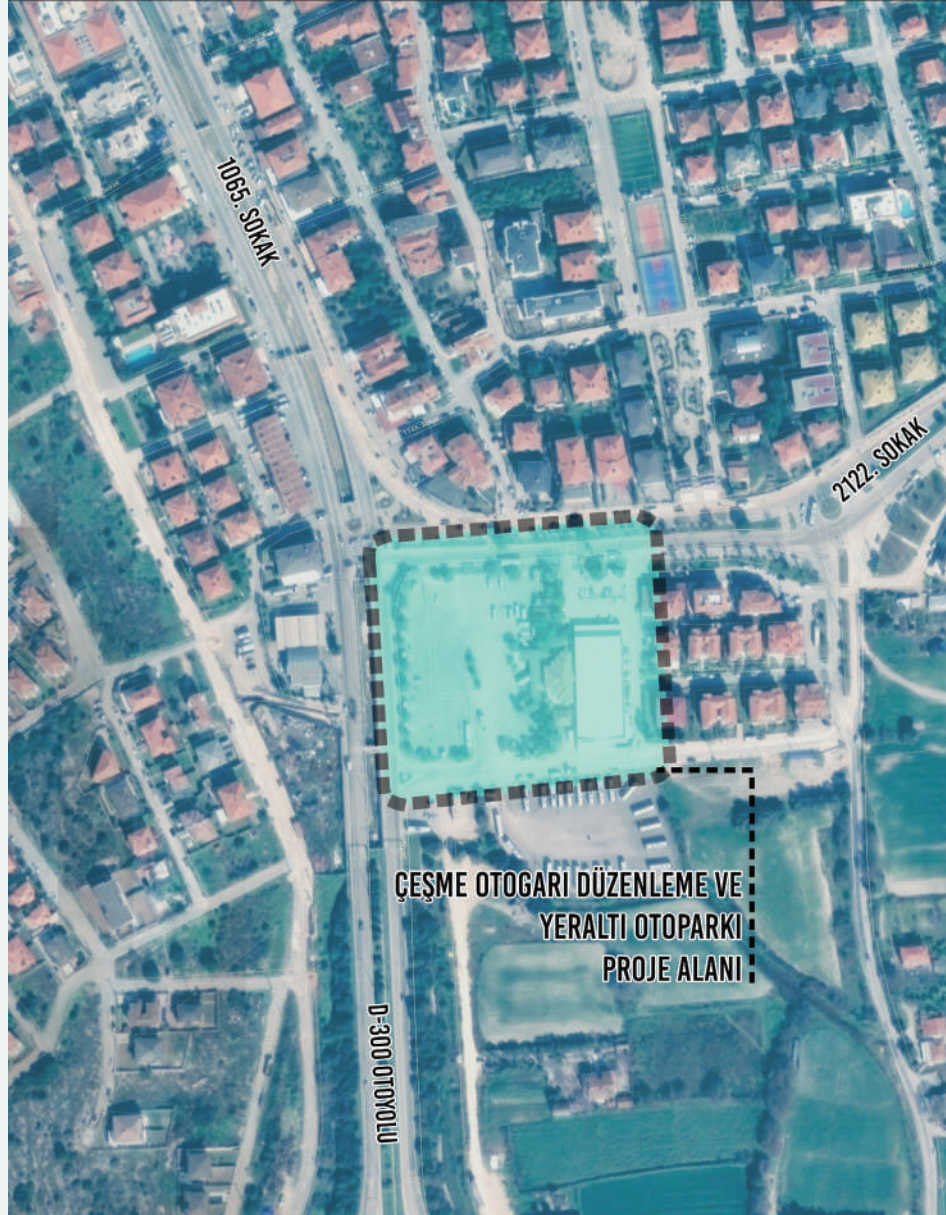 1065. SOKAK
2122. SOKAK
ÇEŞME OTOGARI DÜZENLEME VE
YERALTI OTOPARKI
PROJE ALANI
D-300 OTOYOLU